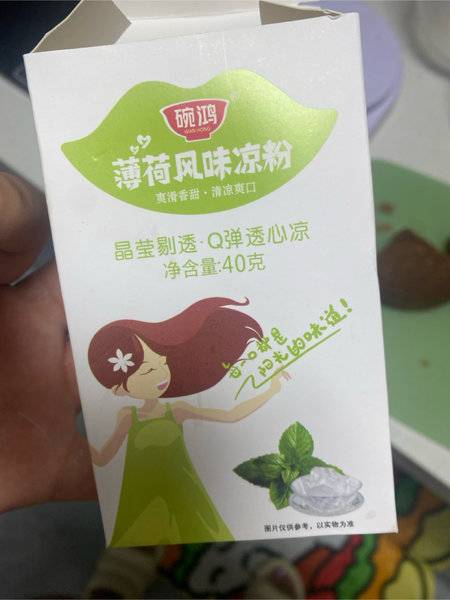 碗鸿
WAN HONG
薄荷风味凉粉
爽滑香甜·清凉爽口
晶莹剔透·Q弹透心凉
净含量:40克
每一口都是
阳光的味道！
图片仅供参考，以实物为准